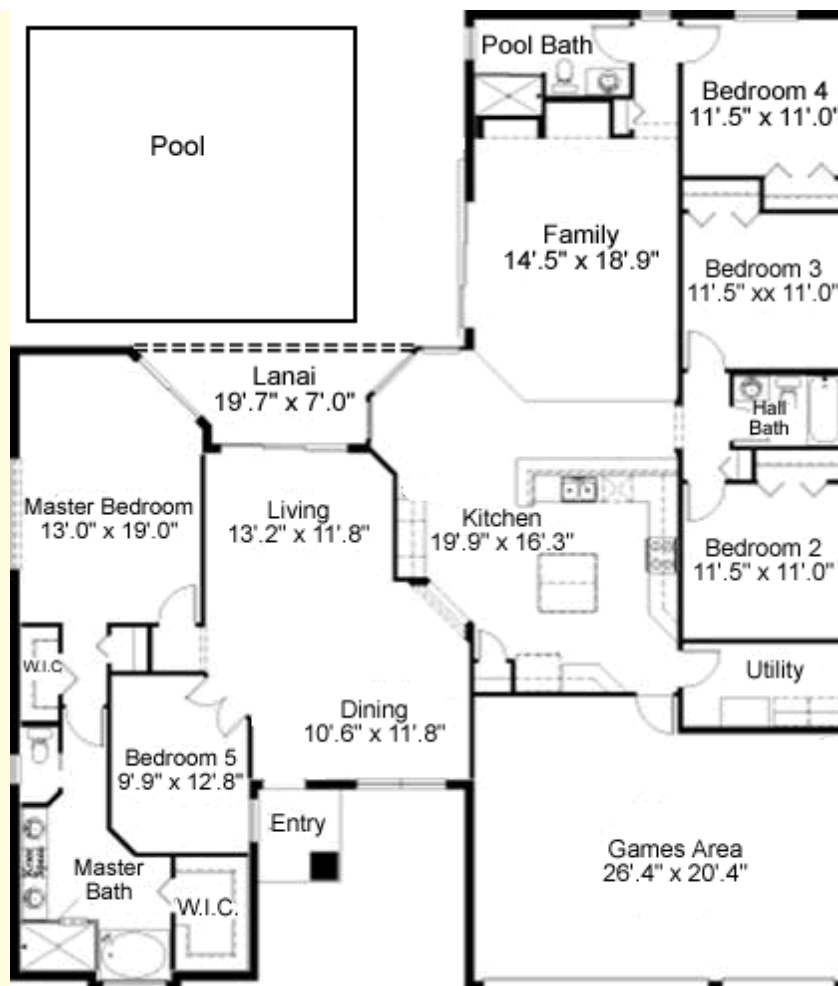 Pool Bath
Bedroom 4
11'.5" x 11'.0"
Pool
Family
14'.5" x 18'.9"
Bedroom 3
11'.5" xx 11'.0"
Lanai
19'.7" x 7'.0"
Hall
Bath
Master Bedroom
13'.0" x 19.0"
Living
13'.2" x 11'.8"
Kitchen
19'.9" x 16'.3"
Bedroom 2
11'.5" x 11'.0"
W.I.C
Utility
Dining
10'.6" x 11'.8"
Bedroom 5
9'.9" x 12'.8"
Entry
Games Area
26'.4" x 20'.4"
Knee
Space
Master
Bath
W.I.C.